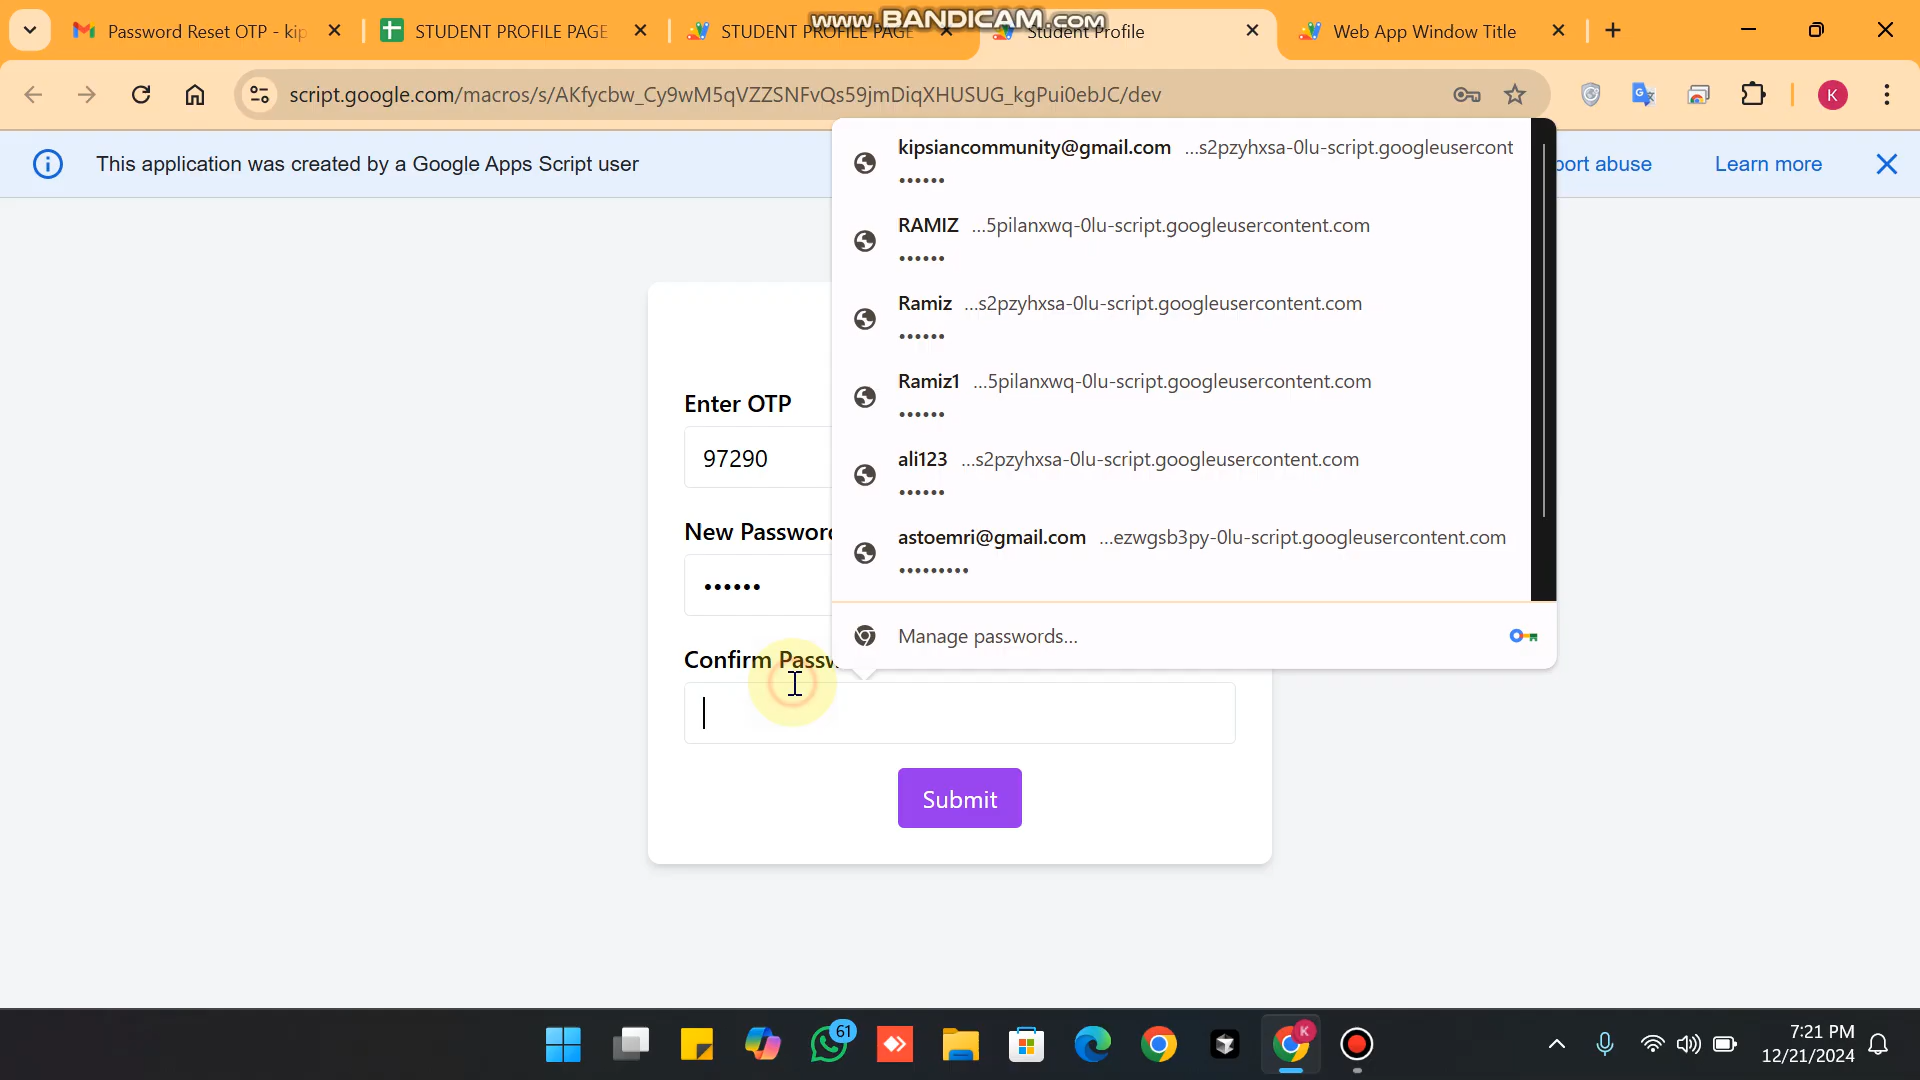 www.BANDICAM.com
Password Reset OTP - kip
STUDENT PROFILE PAGE
STUDENT PROFILE PAGE
Student Profile
Web App Window Title
script.google.com/macros/s/AKfycbw_Cy9wM5qVZZSNFvQs59jmDiqXHUSUG_kgPui0ebJC/dev
K
This application was created by a Google Apps Script user
port abuse
Learn more
kipsiancommunity@gmail.com ...s2pzyhxsa-0lu-script.googleusercont
••••••
RAMIZ ...5pilanxwq-0lu-script.googleusercontent.com
••••••
Ramiz ...s2pzyhxsa-0lu-script.googleusercontent.com
••••••
Ramiz1 ...5pilanxwq-0lu-script.googleusercontent.com
••••••
ali123 ...s2pzyhxsa-0lu-script.googleusercontent.com
••••••
astoemri@gmail.com ...ezwgsb3py-0lu-script.googleusercontent.com
•••••••••
Manage passwords...
Enter OTP
97290
New Password
••••••
Confirm Passw
Submit
61
K
7:21 PM
12/21/2024